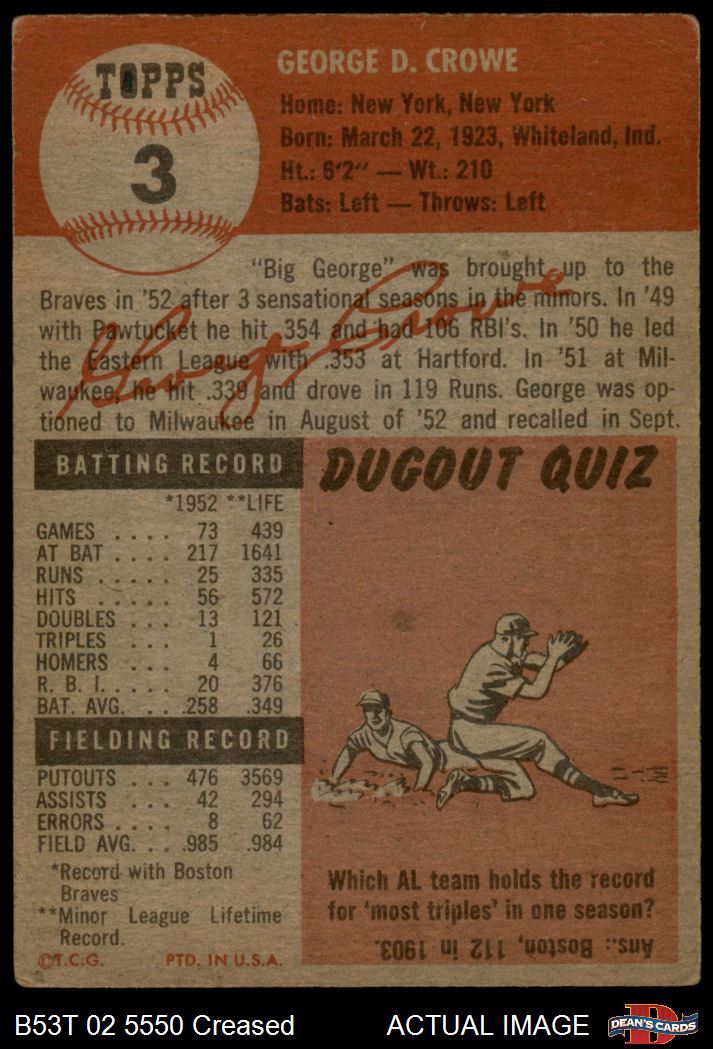 TOPPS
3
GEORGE D. CROWE
Home: New York, New York
Born: March 22, 1923, Whiteland, Ind.
Ht.: 6'2" — Wt.: 210
Bats: Left — Throws: Left
"Big George" was brought up to the
Braves in '52 after 3 sensational seasons in the minors. In '49
with Pawtucket he hit .354 and had 106 RBI's. In '50 he led
the Eastern League with .353 at Hartford. In '51 at Mil-
waukee, he hit .339 and drove in 119 Runs. George was op-
tioned to Milwaukee in August of '52 and recalled in Sept.
George Crowe
BATTING RECORD
*1952 **LIFE
GAMES .... 73 439
AT BAT .... 217 1641
RUNS ..... 25 335
HITS ..... 56 572
DOUBLES ... 13 121
TRIPLES ... 1 26
HOMERS ... 4 66
R. B. I. .... 20 376
BAT. AVG. .. .258 .349
FIELDING RECORD
PUTOUTS ... 476 3569
ASSISTS ... 42 294
ERRORS .... 8 62
FIELD AVG. .. .985 .984
*Record with Boston
Braves
**Minor League Lifetime
Record.
©T.C.G. PTD. IN U.S.A.
DUGOUT QUIZ
Which AL team holds the record
for 'most triples' in one season?
Ans.: Boston, 112 in 1903.
B53T 02 5550 Creased
ACTUAL IMAGE
DEAN'S CARDS